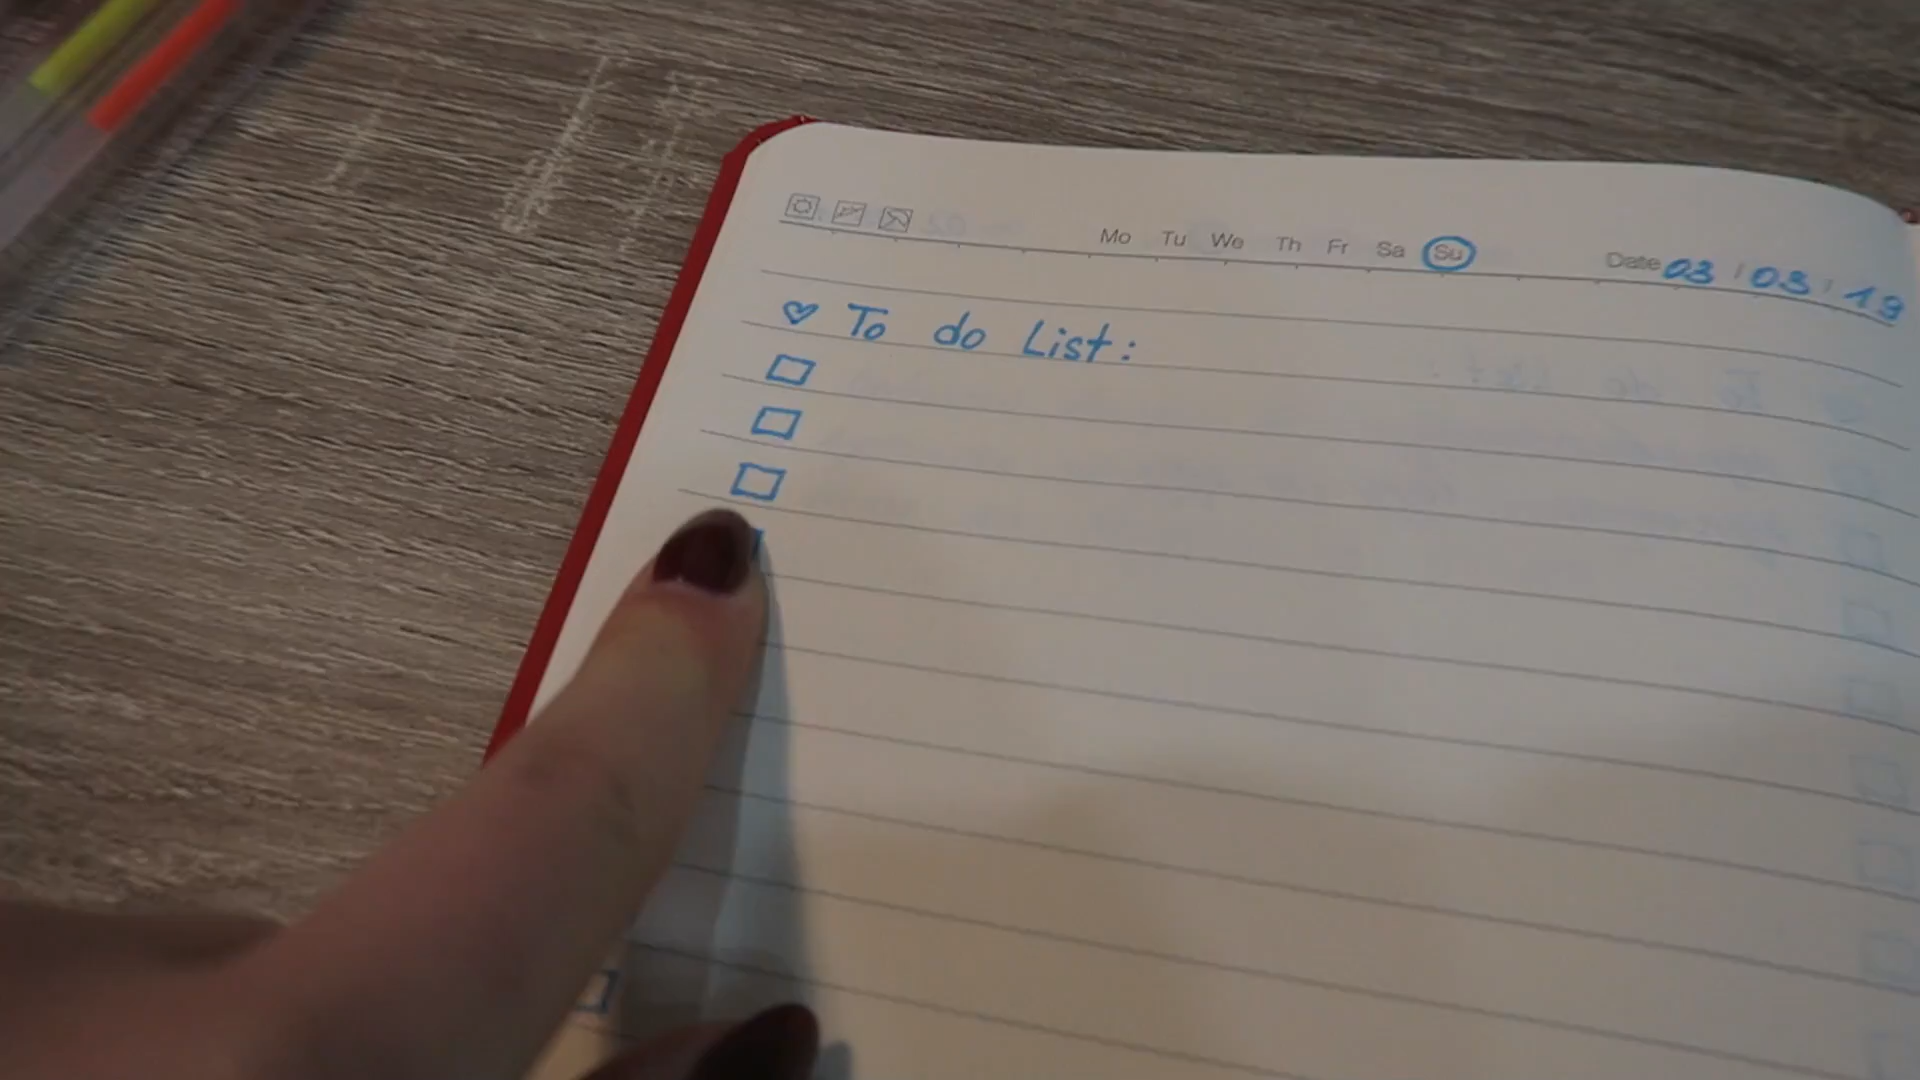 Mo Tu We Th Fr Sa Su Date 03 / 03 / 19
♡ To do List: